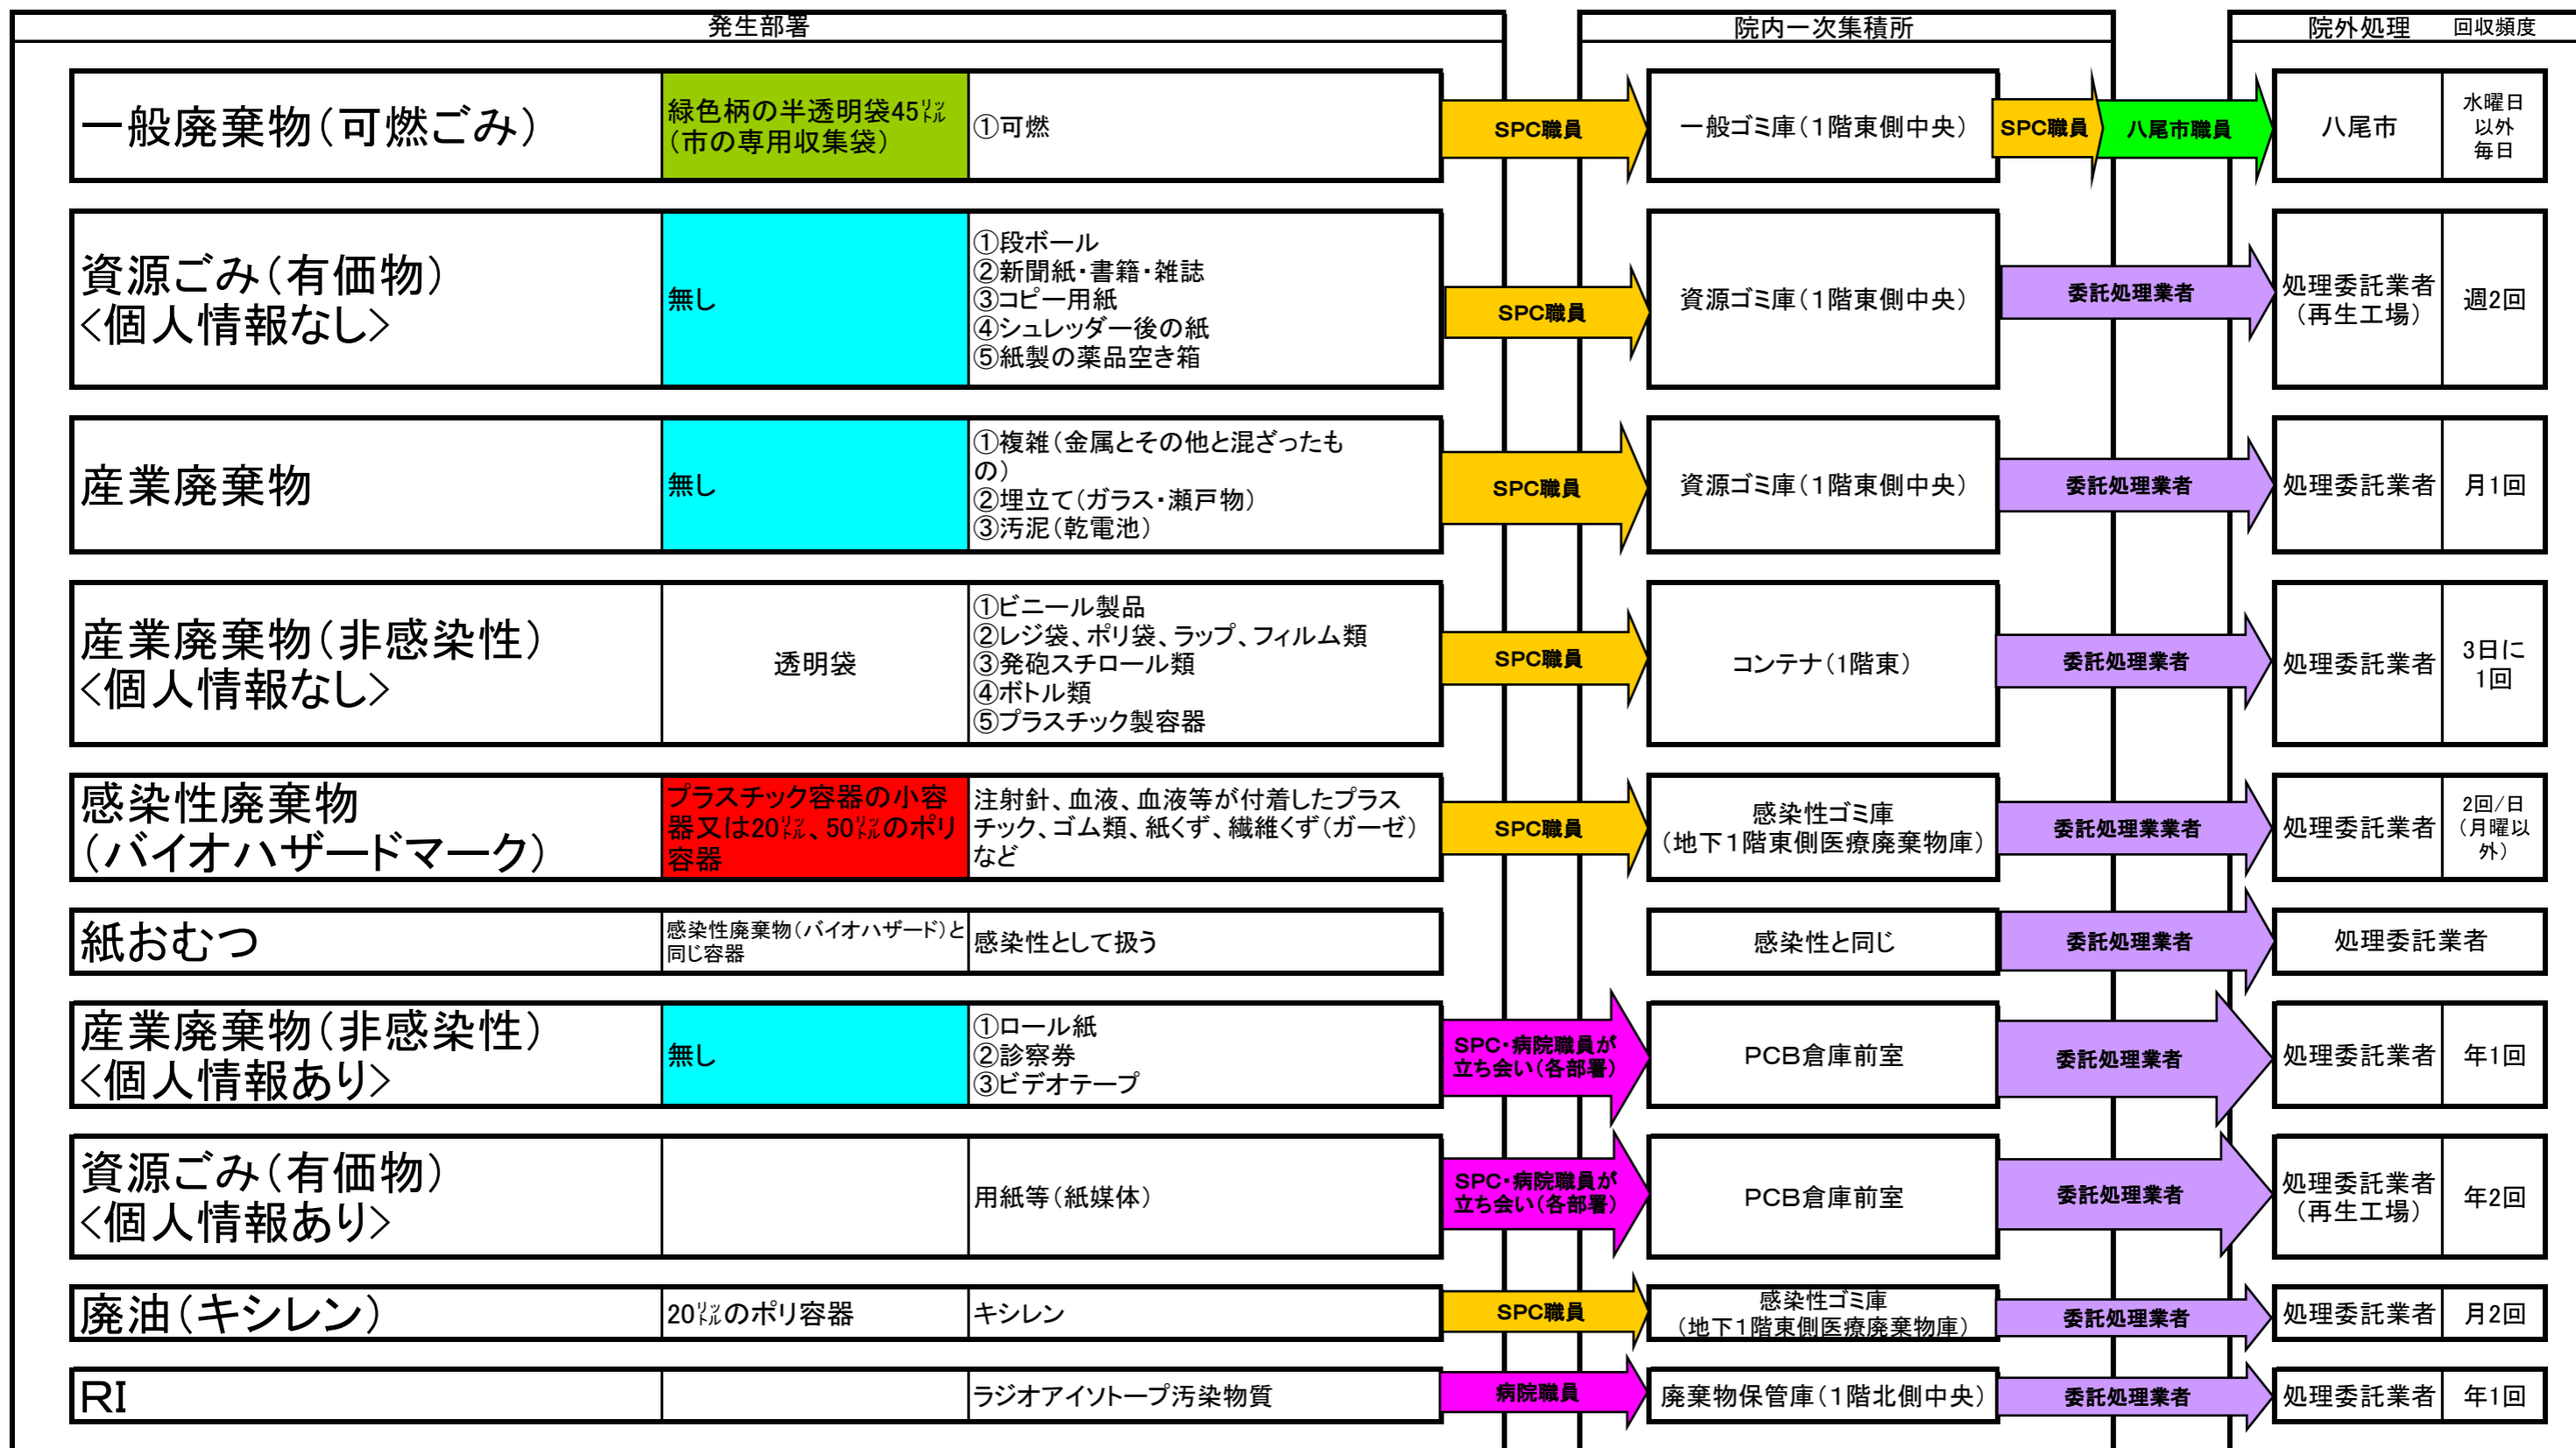 発生部署
院内一次集積所
院外処理 回収頻度
一般廃棄物（可燃ごみ）
緑色柄の半透明袋45㍑
（市の専用収集袋）
①可燃
SPC職員
一般ゴミ庫（１階東側中央）
SPC職員
八尾市職員
八尾市
水曜日
以外
毎日
資源ごみ（有価物）
<個人情報なし>
無し
①段ボール
②新聞紙・書籍・雑誌
③コピー用紙
④シュレッダー後の紙
⑤紙製の薬品空き箱
SPC職員
資源ゴミ庫（１階東側中央）
委託処理業者
処理委託業者
（再生工場）
週2回
産業廃棄物
無し
①複雑（金属とその他と混ざったも
の）
②埋立て（ガラス・瀬戸物）
③汚泥（乾電池）
SPC職員
資源ゴミ庫（１階東側中央）
委託処理業者
処理委託業者
月1回
産業廃棄物（非感染性）
<個人情報なし>
透明袋
①ビニール製品
②レジ袋、ポリ袋、ラップ、フィルム類
③発砲スチロール類
④ボトル類
⑤プラスチック製容器
SPC職員
コンテナ（1階東）
委託処理業者
処理委託業者
3日に
1回
感染性廃棄物
（バイオハザードマーク）
プラスチック容器の小容
器又は20㍑、50㍑のポリ
容器
注射針、血液、血液等が付着したプラス
チック、ゴム類、紙くず、繊維くず（ガーゼ）
など
SPC職員
感染性ゴミ庫
（地下１階東側医療廃棄物庫）
委託処理業業者
処理委託業者
2回/日
（月曜以
外）
紙おむつ
感染性廃棄物（バイオハザード）と
同じ容器
感染性として扱う
感染性と同じ
委託処理業者
処理委託業者
産業廃棄物（非感染性）
<個人情報あり>
無し
①ロール紙
②診察券
③ビデオテープ
SPC・病院職員が
立ち会い（各部署）
PCB倉庫前室
委託処理業者
処理委託業者
年1回
資源ごみ（有価物）
<個人情報あり>
用紙等（紙媒体）
SPC・病院職員が
立ち会い（各部署）
PCB倉庫前室
委託処理業者
処理委託業者
（再生工場）
年2回
廃油（キシレン）
20㍑のポリ容器
キシレン
SPC職員
感染性ゴミ庫
（地下１階東側医療廃棄物庫）
委託処理業者
処理委託業者
月2回
RI
ラジオアイソトープ汚染物質
病院職員
廃棄物保管庫（１階北側中央）
委託処理業者
処理委託業者
年1回